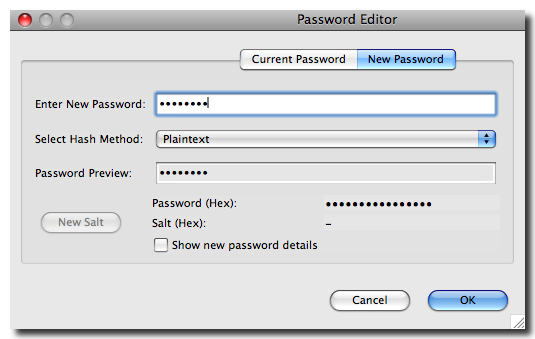 Password Editor
Current Password New Password
Enter New Password: ••••••••
Select Hash Method: Plaintext
Password Preview: ••••••••
Password (Hex): ••••••••••••••••
New Salt Salt (Hex): –
Show new password details
Cancel OK